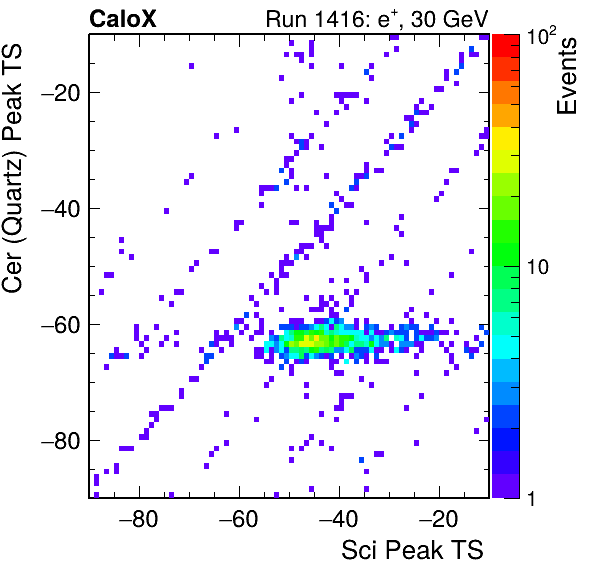 CaloX Run 1416: e⁺, 30 GeV
Cer (Quartz) Peak TS
−20
−40
−60
−80
−80 −60 −40 −20
Sci Peak TS
10²
10
1
Events